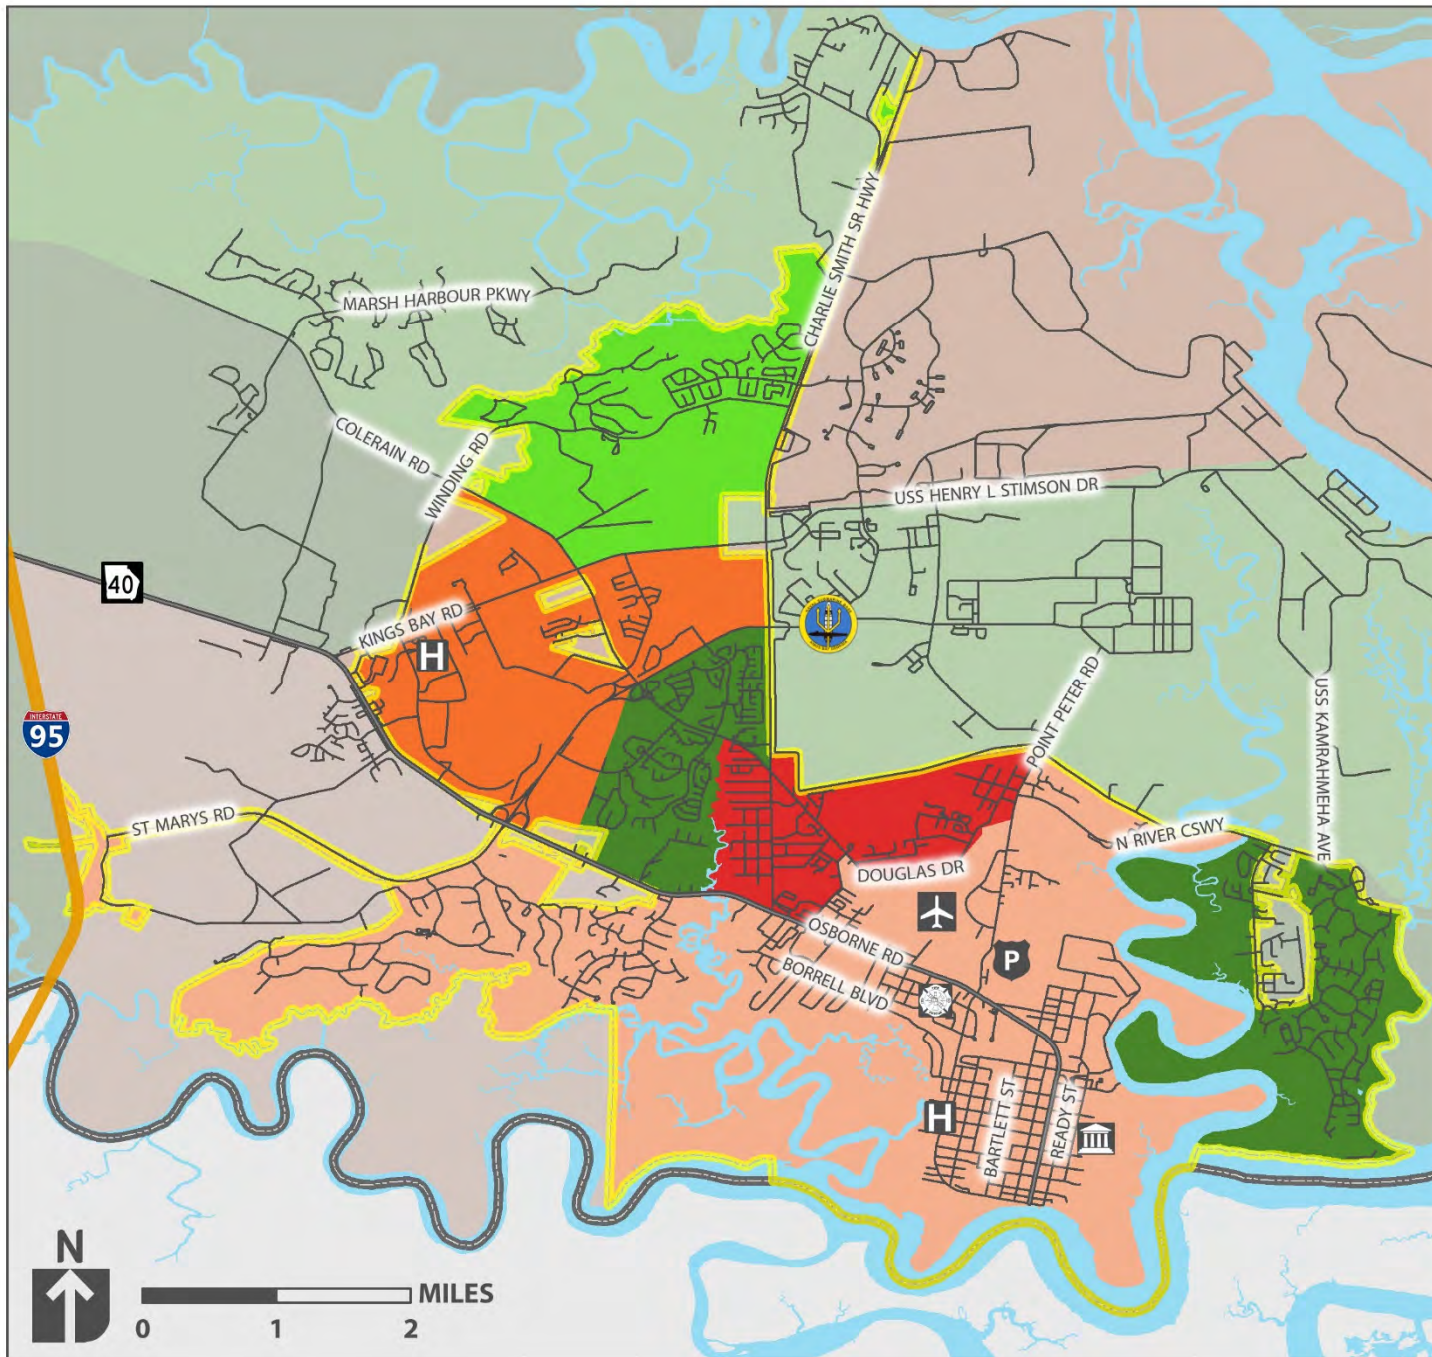 CHARLIE SMITH SR HWY
MARSH HARBOUR PKWY
COLERAIN RD
WINDING RD
USS HENRY L STIMSON DR
40
KINGS BAY RD
H
POINT PETER RD
USS KAMRAHMEHA AVE
INTERSTATE
95
ST MARYS RD
N RIVER CSWY
DOUGLAS DR
OSBORNE RD
P
BORRELL BLVD
H
BARTLETT ST
READY ST
N
MILES
0 1 2